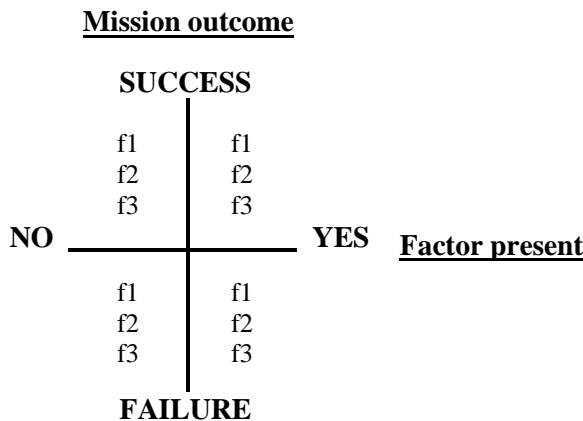 Mission outcome
SUCCESS
f1 f1
f2 f2
f3 f3
NO YES Factor present
f1 f1
f2 f2
f3 f3
FAILURE